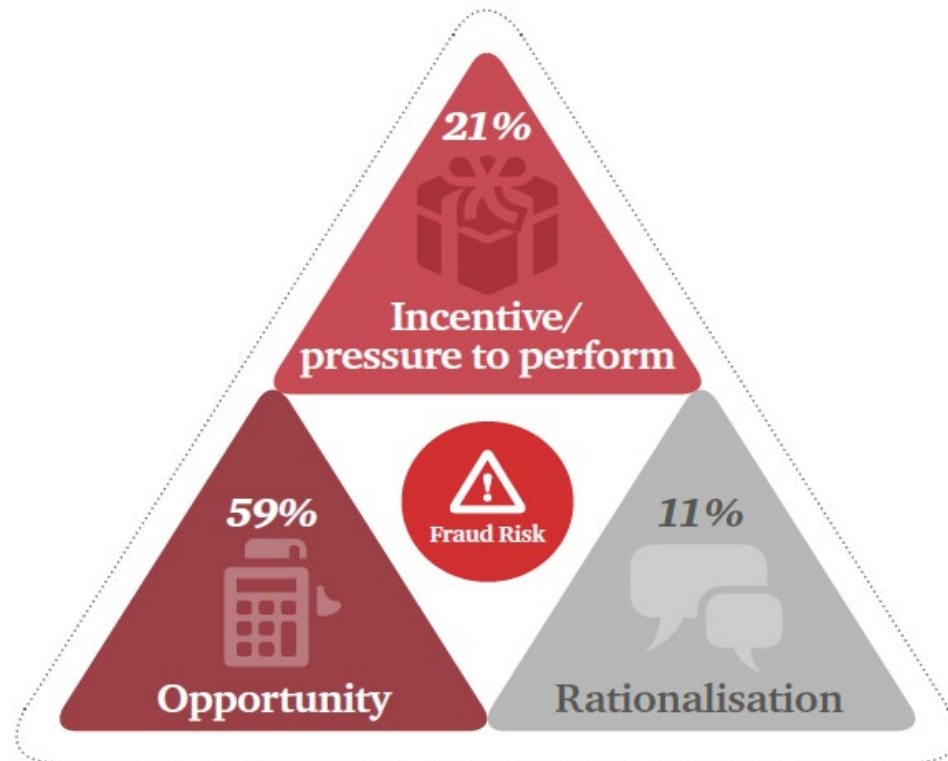 21%
Incentive/
pressure to perform
59%
Opportunity
Fraud Risk
11%
Rationalisation